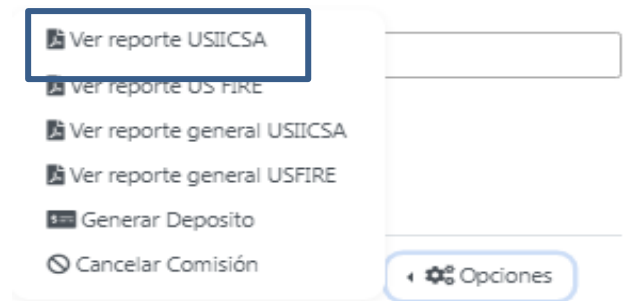 Ver reporte USIICSA
Ver reporte US FIRE
Ver reporte general USIICSA
Ver reporte general USFIRE
Generar Deposito
Cancelar Comisión
Opciones